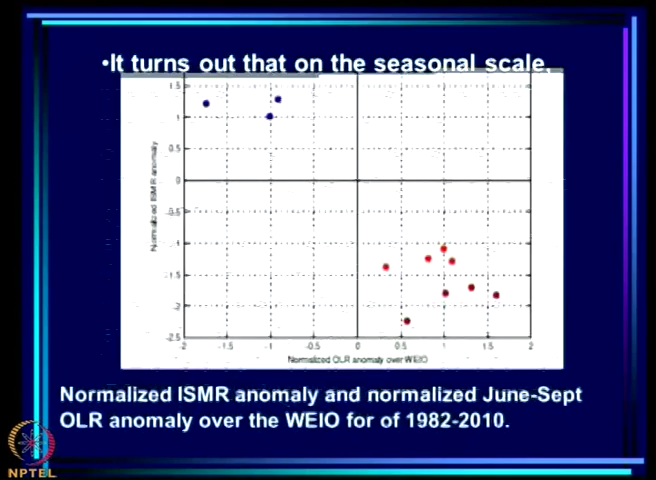 •It turns out that on the seasonal scale,
1.5
1
0.5
0
-0.5
-1
-1.5
-2
-2.5
Normalized ISMR anomaly
-2 -1.5 -1 -0.5 0 0.5 1 1.5 2
Normalized OLR anomaly over WEIO
Normalized ISMR anomaly and normalized June-Sept
OLR anomaly over the WEIO for of 1982-2010.
NPTEL